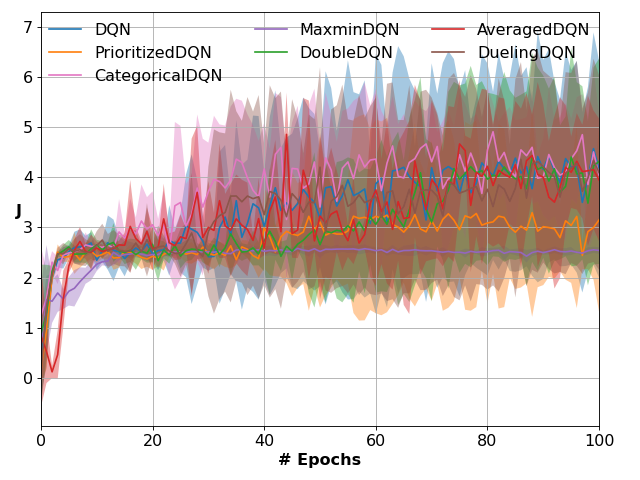 7
6
5
4
3
2
1
0
J
DQN
PrioritizedDQN
CategoricalDQN
MaxminDQN
DoubleDQN
AveragedDQN
DuelingDQN
0 20 40 60 80 100
# Epochs